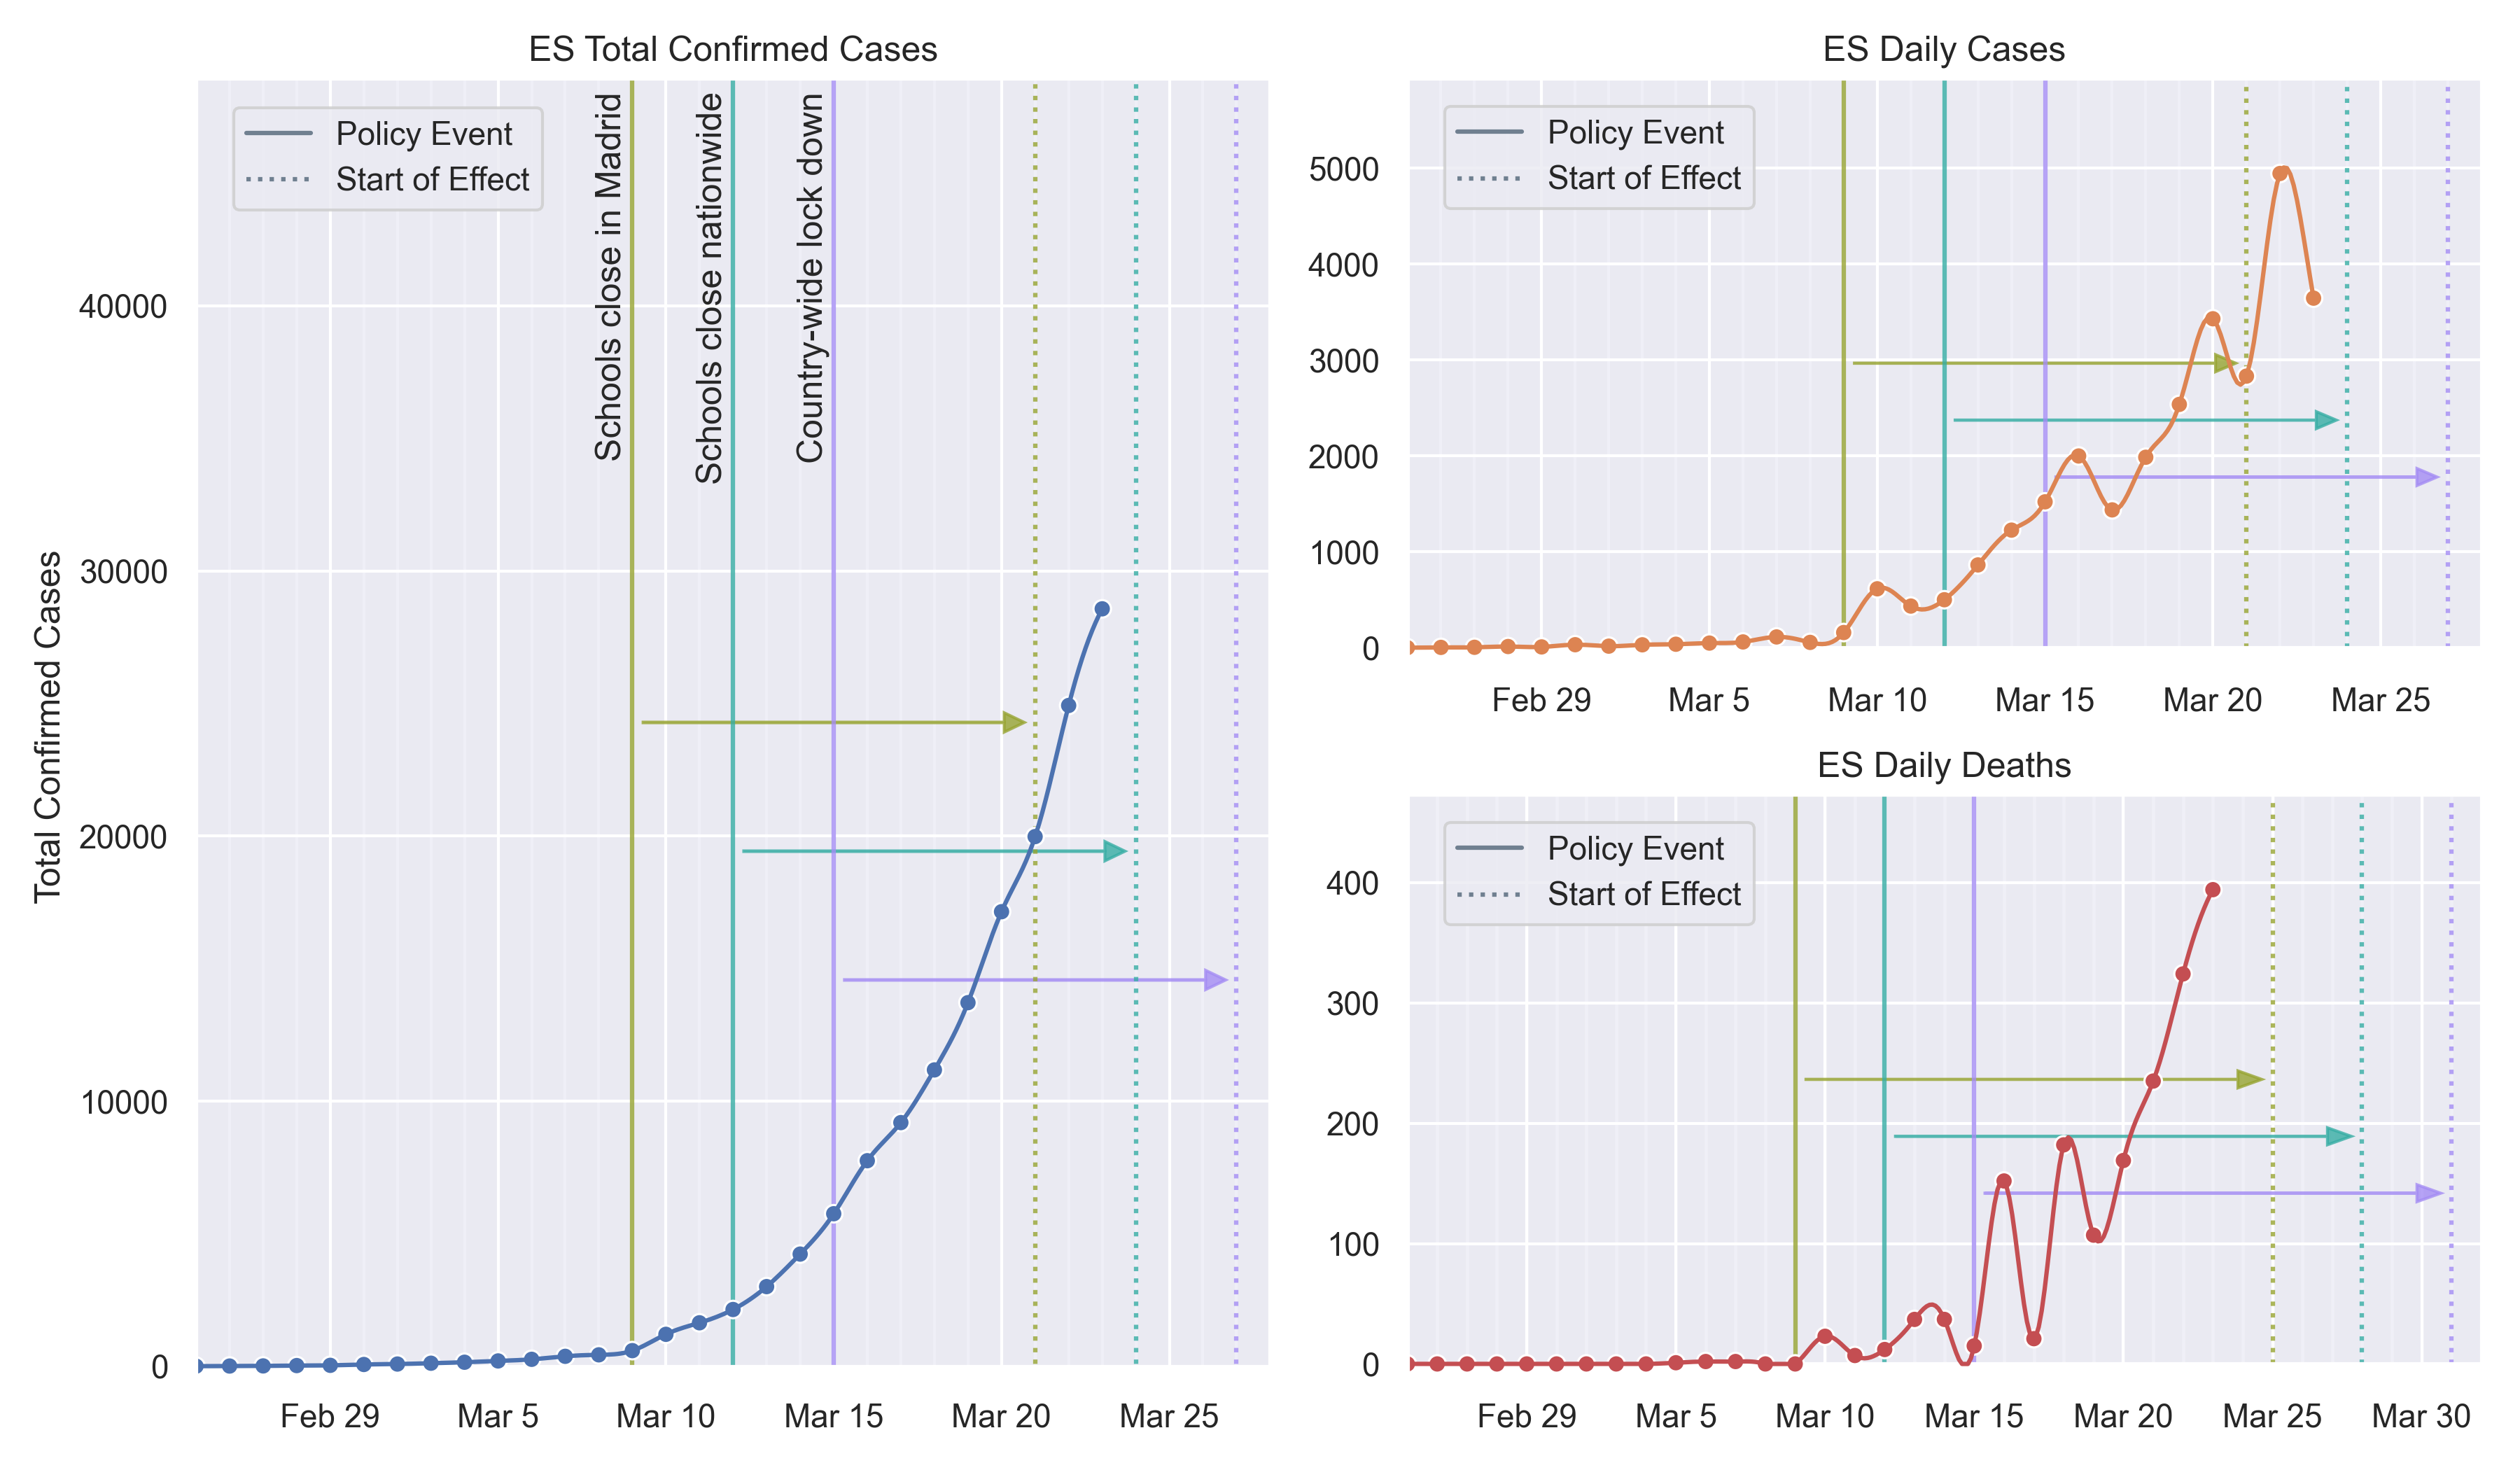 ES Total Confirmed Cases
Policy Event
Start of Effect
Schools close in Madrid
Schools close nationwide
Country-wide lock down
Total Confirmed Cases
40000
30000
20000
10000
0
Feb 29
Mar 5
Mar 10
Mar 15
Mar 20
Mar 25
ES Daily Cases
Policy Event
Start of Effect
5000
4000
3000
2000
1000
0
Feb 29
Mar 5
Mar 10
Mar 15
Mar 20
Mar 25
ES Daily Deaths
Policy Event
Start of Effect
400
300
200
100
0
Feb 29
Mar 5
Mar 10
Mar 15
Mar 20
Mar 25
Mar 30